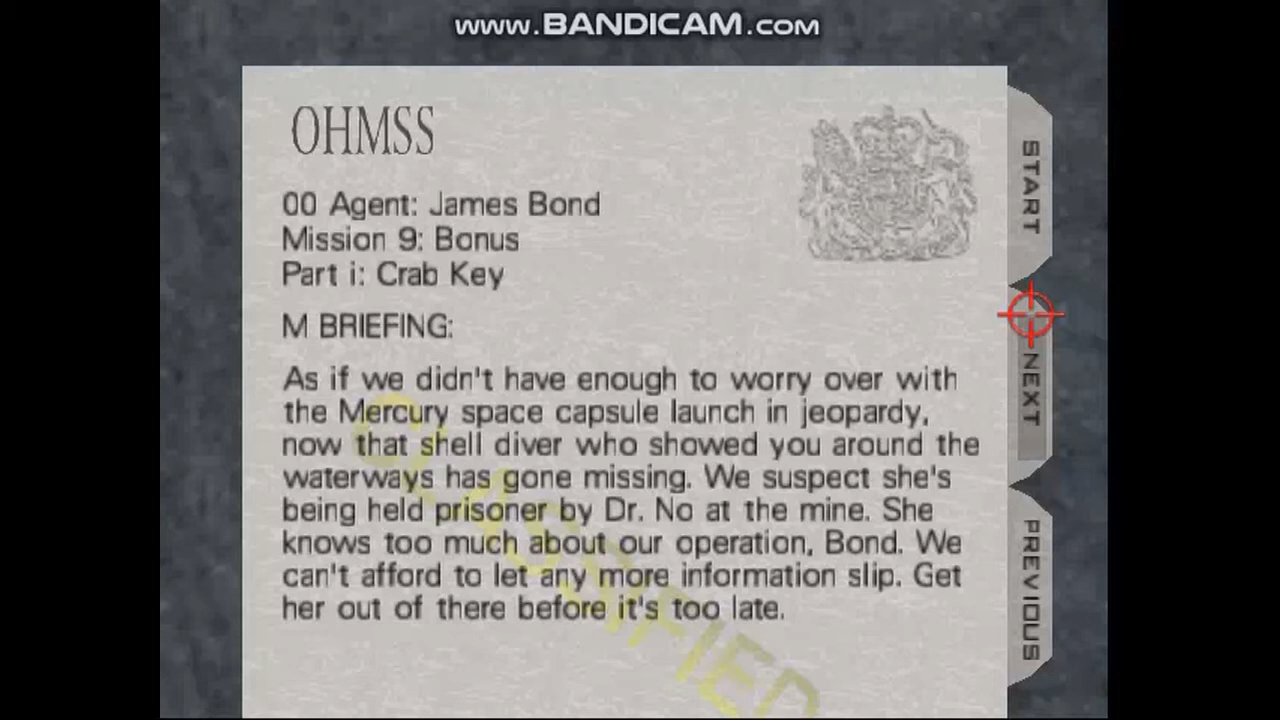 www.BANDICAM.com
OHMSS
00 Agent: James Bond
Mission 9: Bonus
Part i: Crab Key
M BRIEFING:
As if we didn't have enough to worry over with
the Mercury space capsule launch in jeopardy,
now that shell diver who showed you around the
waterways has gone missing. We suspect she's
being held prisoner by Dr. No at the mine. She
knows too much about our operation, Bond. We
can't afford to let any more information slip. Get
her out of there before it's too late.
CLASSIFIED
START
NEXT
PREVIOUS